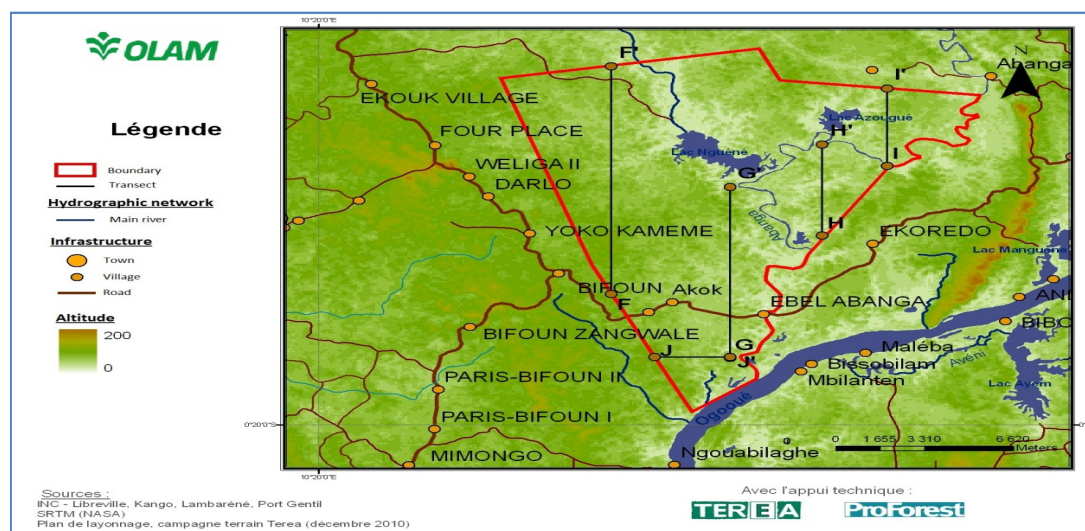 OLAM
Légende
Boundary
Transect
Hydrographic network
Main river
Infrastructure
Town
Village
Road
Altitude
200
0
10°20'0"E
F'
I'
Abanga
N
EKOUK VILLAGE
Lac Azougué
FOUR PLACE
H'
Lac Nguéné
WELIGA II
I
DARLO
G'
Abanga
YOKO KAMEME
H
EKOREDO
Lac Manguéné
BIFOUN
Akok
F
EBEL ABANGA
BIFOUN ZANGWALE
Maléba
J
G
J'
Bissobilam
Avéni
PARIS-BIFOUN II
Mbilanten
Lac Ayem
Ogooué
PARIS-BIFOUN I
0°20'0"S
MIMONGO
Ngouabilaghe
0 1 655 3 310 6 620
Meters
10°20'0"E
Sources :
INC - Libreville, Kango, Lambaréné, Port Gentil
SRTM (NASA)
Plan de layonnage, campagne terrain Terea (décembre 2010)
Avec l'appui technique :
TEREA
ProForest